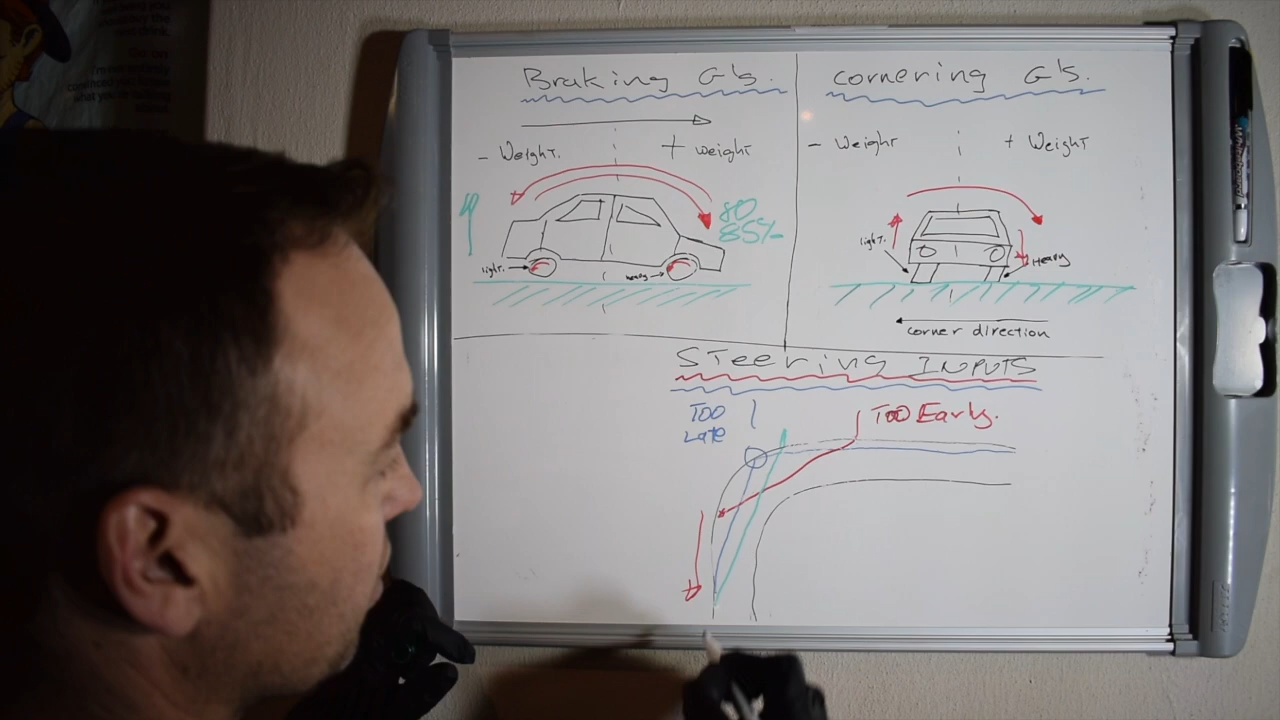 Braking G's.
- Weight.
+ weight
80
85%
light.
heavy
cornering G's.
- Weight
+ Weight
light.
Heavy
corner direction
STeering INPUTS
TOO
Late
TOO Early.